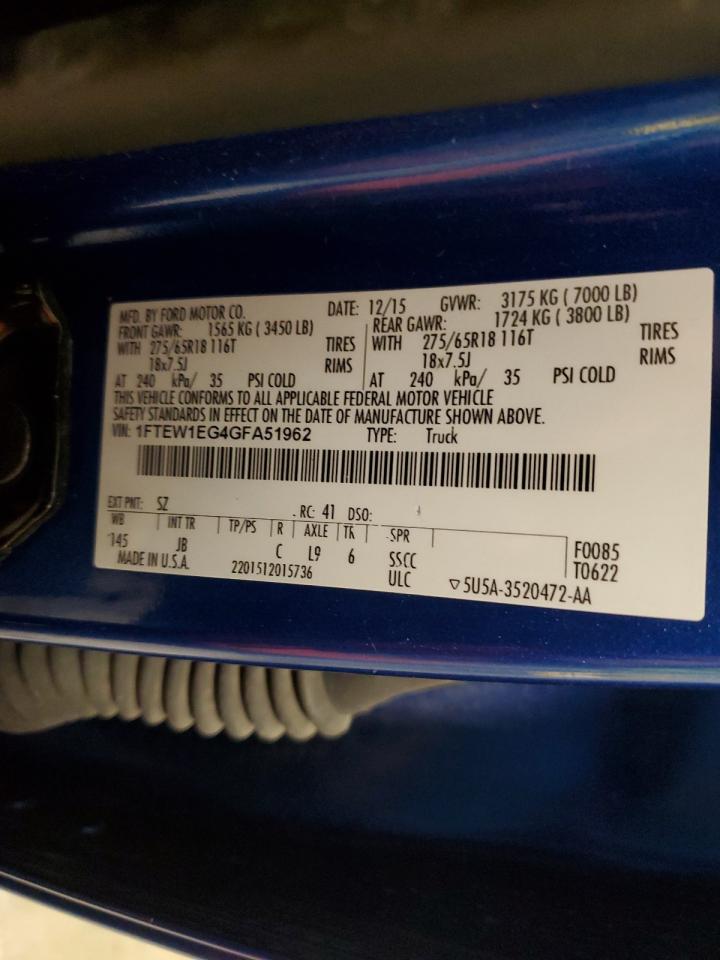 MFD. BY FORD MOTOR CO. DATE: 12/15 GVWR: 3175 KG ( 7000 LB)
FRONT GAWR: 1565 KG ( 3450 LB) REAR GAWR: 1724 KG ( 3800 LB)
WITH 275/65R18 116T TIRES WITH 275/65R18 116T TIRES
18x7.5J RIMS 18x7.5J RIMS
AT 240 kPa/ 35 PSI COLD AT 240 kPa/ 35 PSI COLD
THIS VEHICLE CONFORMS TO ALL APPLICABLE FEDERAL MOTOR VEHICLE
SAFETY STANDARDS IN EFFECT ON THE DATE OF MANUFACTURE SHOWN ABOVE.
VIN: 1FTEW1EG4GFA51962 TYPE: Truck
EXT PNT: SZ RC: 41 DSO:
WB INT TR TP/PS R AXLE TR SPR
145 JB C L9 6 SSCC F0085
MADE IN U.S.A. 2201512015736 ULC ▽5U5A-3520472-AA T0622